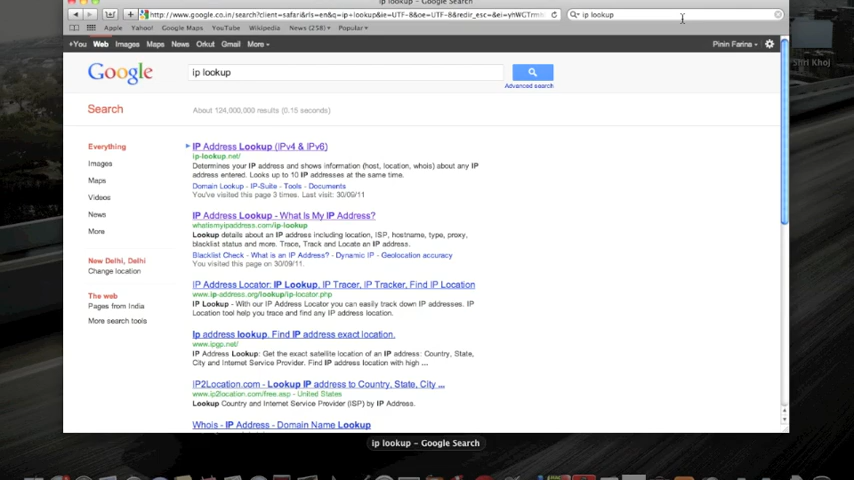 ip lookup – Google Search
http://www.google.co.in/search?client=safari&rls=en&q=ip+lookup&ie=UTF-8&oe=UTF-8&redir_esc=&ei=
ip lookup
Apple Yahoo! Google Maps YouTube Wikipedia News (258) Popular
+You Web Images Maps News Orkut Gmail More
Pinin Farina
Shri Khoj
Google
ip lookup
Advanced search
Search
About 124,000,000 results (0.15 seconds)
Everything
Images
Maps
Videos
News
More
New Delhi, Delhi
Change location
The web
Pages from India
More search tools
IP Address Lookup (IPv4 & IPv6)
ip-lookup.net/
Determines your IP address and shows information (host, location, whois) about any
address entered. Looks up to 10 IP addresses at the same time.
Domain Lookup - IP-Suite - Tools - Documents
You've visited this page 3 times. Last visit: 30/09/11
IP Address Lookup - What Is My IP Address?
whatismyipaddress.com/ip-lookup
Lookup details about an IP address including location, ISP, hostname, type, proxy,
blacklist status and more. Trace, Track and Locate an IP address.
Blacklist Check - What is an IP Address? - Dynamic IP - Geolocation accuracy
You visited this page on 30/09/11.
IP Address Locator: IP Lookup, IP Tracer, IP Tracker, Find IP Location
www.ip-address.org/lookup/ip-locator.php
IP Lookup - With our IP Address Locator you can easily track down IP addresses. IP
Location tool help you trace and find any IP address location.
Ip address lookup. Find IP address exact location.
www.ipgp.net/
IP Address Lookup: Get the exact satellite location of an IP address: Country, State,
City and Internet Service Provider. Find IP address location with high ...
IP2Location.com - Lookup IP address to Country, State, City ...
www.ip2location.com/free.asp - United States
Lookup Country and Internet Service Provider (ISP) by IP Address.
Whois - IP Address - Domain Name Lookup
ip lookup – Google Search